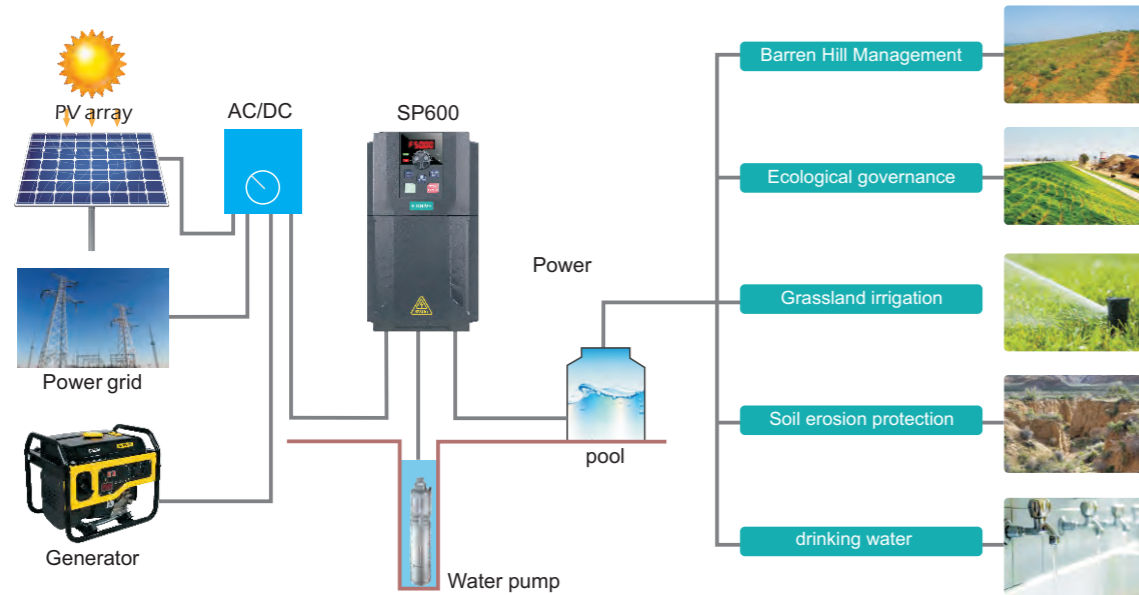 PV array
AC/DC
SP600
Power grid
Generator
Water pump
Power
pool
Barren Hill Management
Ecological governance
Grassland irrigation
Soil erosion protection
drinking water